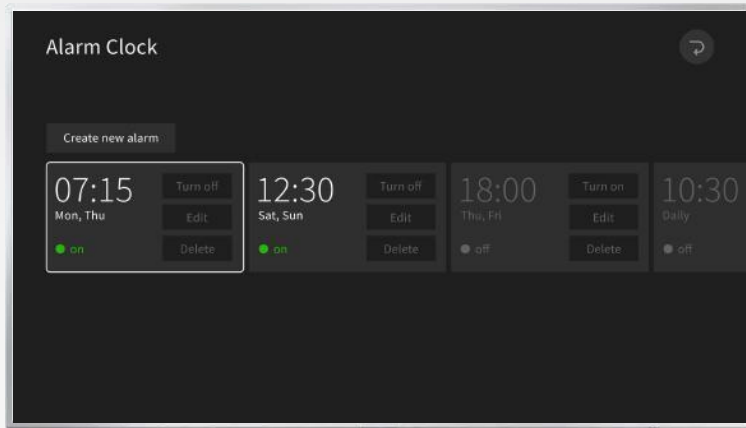 Alarm Clock
Create new alarm
07:15
Mon, Thu
on
Turn off
Edit
Delete
12:30
Sat, Sun
on
Turn off
Edit
Delete
18:00
Thu, Fri
off
Turn on
Edit
Delete
10:30
Daily
off